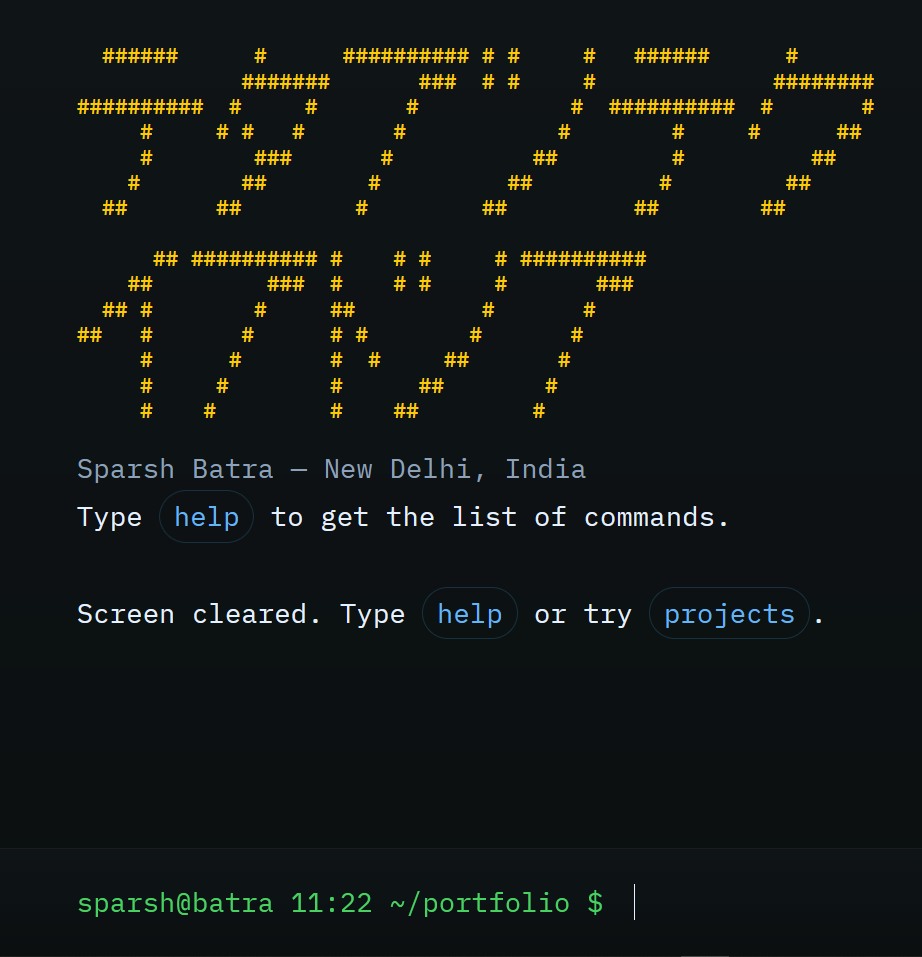 Sparsh Batra — New Delhi, India
Type help to get the list of commands.
Screen cleared. Type help or try projects.
sparsh@batra 11:22 ~/portfolio $